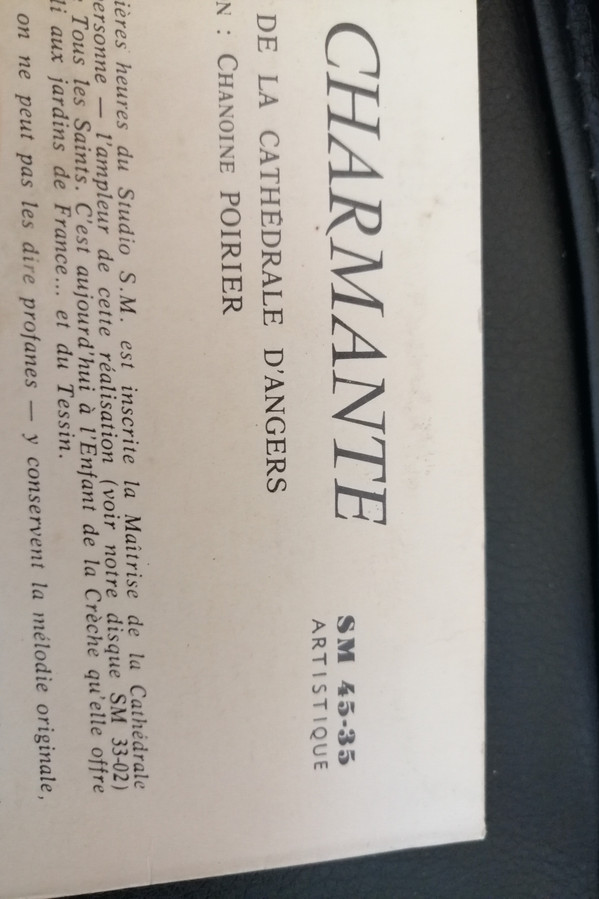 CHARMANTE
SM 45-35
ARTISTIQUE
DE LA CATHÉDRALE D'ANGERS
N : CHANOINE POIRIER
ières heures du Studio S.M. est inscrite la Maîtrise de la Cathédrale
ersonne — l'ampleur de cette réalisation (voir notre disque SM 33-02)
Tous les Saints. C'est aujourd'hui à l'Enfant de la Crèche qu'elle offre
li aux jardins de France... et du Tessin.
on ne peut pas les dire profanes — y conservent la mélodie originale,